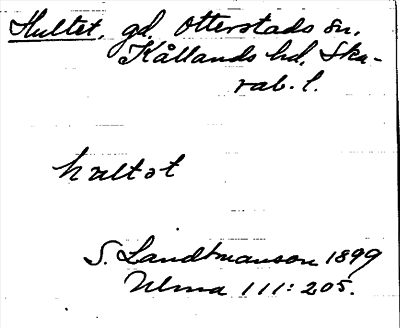 Hultet, gd, Otterstads sn,
Kållands hd, Ska-
rab. l.
hultət
S. Landtmanson 1899
Ulma 111: 205.